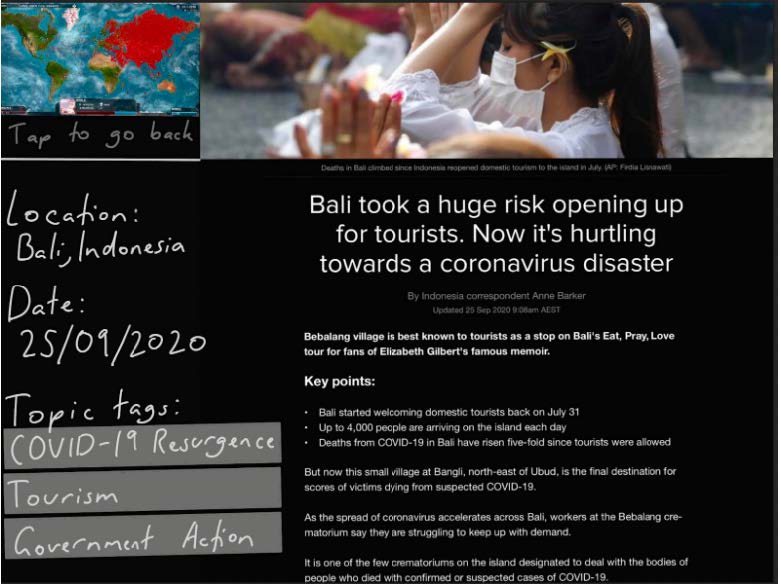 Tap to go back
Location:
Bali, Indonesia
Date:
25/09/2020
Topic tags:
COVID-19 Resurgence
Tourism
Government Action
Deaths in Bali climbed since Indonesia reopened domestic tourism to the island in July. (AP: Firdia Lisnawati)
Bali took a huge risk opening up
for tourists. Now it's hurtling
towards a coronavirus disaster
By Indonesia correspondent Anne Barker
Updated 25 Sep 2020 9:08am AEST
Bebalang village is best known to tourists as a stop on Bali's Eat, Pray, Love
tour for fans of Elizabeth Gilbert's famous memoir.
Key points:
• Bali started welcoming domestic tourists back on July 31
• Up to 4,000 people are arriving on the island each day
• Deaths from COVID-19 in Bali have risen five-fold since tourists were allowed
But now this small village at Bangli, north-east of Ubud, is the final destination for
scores of victims dying from suspected COVID-19.
As the spread of coronavirus accelerates across Bali, workers at the Bebalang cre-
matorium say they are struggling to keep up with demand.
It is one of the few crematoriums on the island designated to deal with the bodies of
people who died with confirmed or suspected cases of COVID-19.